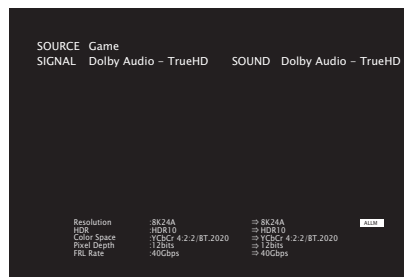 SOURCE Game
SIGNAL Dolby Audio – TrueHD SOUND Dolby Audio – TrueHD
Resolution :8K24A ⇒ 8K24A ALLM
HDR :HDR10 ⇒ HDR10
Color Space :YCbCr 4:2:2/BT.2020 ⇒ YCbCr 4:2:2/BT.2020
Pixel Depth :12bits ⇒ 12bits
FRL Rate :40Gbps ⇒ 40Gbps